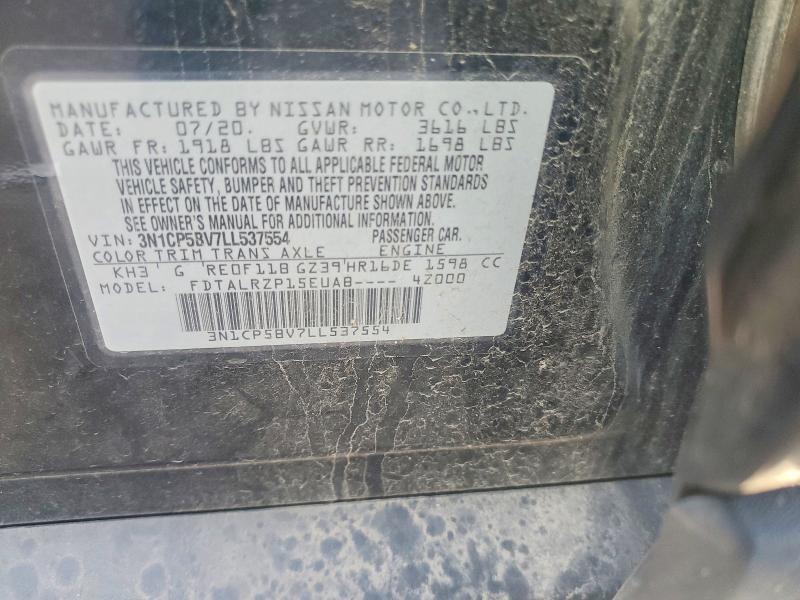 MANUFACTURED BY NISSAN MOTOR CO.,LTD.
DATE: 07/20. GVWR: 3616 LBS
GAWR FR: 1918 LBS GAWR RR: 1698 LBS
THIS VEHICLE CONFORMS TO ALL APPLICABLE FEDERAL MOTOR
VEHICLE SAFETY, BUMPER AND THEFT PREVENTION STANDARDS
IN EFFECT ON THE DATE OF MANUFACTURE SHOWN ABOVE.
SEE OWNER'S MANUAL FOR ADDITIONAL INFORMATION.
VIN: 3N1CP5BV7LL537554 PASSENGER CAR.
COLOR TRIM TRANS AXLE ENGINE
KH3 G RE0F11B GZ39 HR16DE 1598 CC
MODEL: FDTALRZP15EUAB---- 4Z000
3N1CP5BV7LL537554